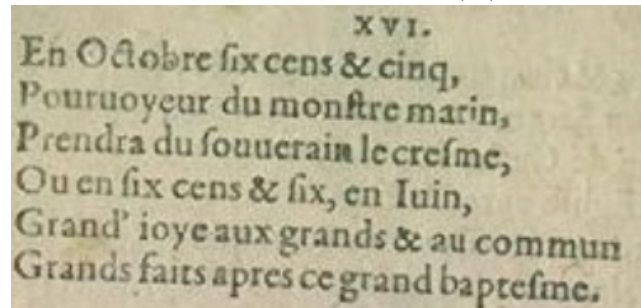 XVI.
En Octobre ſix cens & cinq,
Pouruoyeur du monſtre marin,
Prendra du ſouuerain le creſme,
Ou en ſix cens & ſix, en Iuin,
Grand' ioye aux grands & au commun
Grands faits apres ce grand bapteſme.